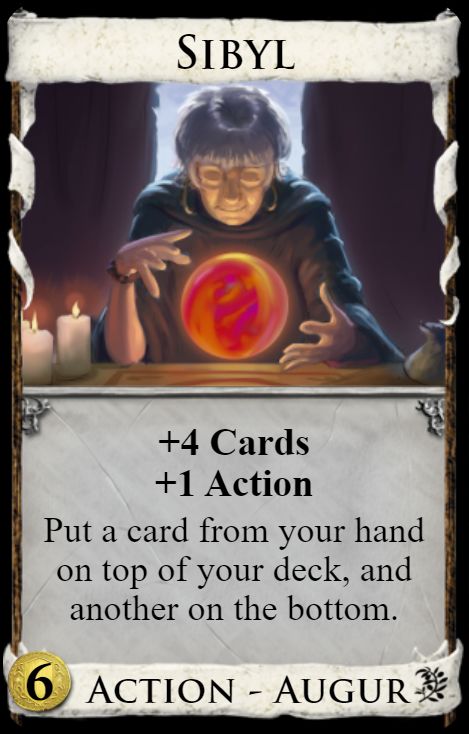 SIBYL
+4 Cards
+1 Action
Put a card from your hand
on top of your deck, and
another on the bottom.
6 ACTION - AUGUR